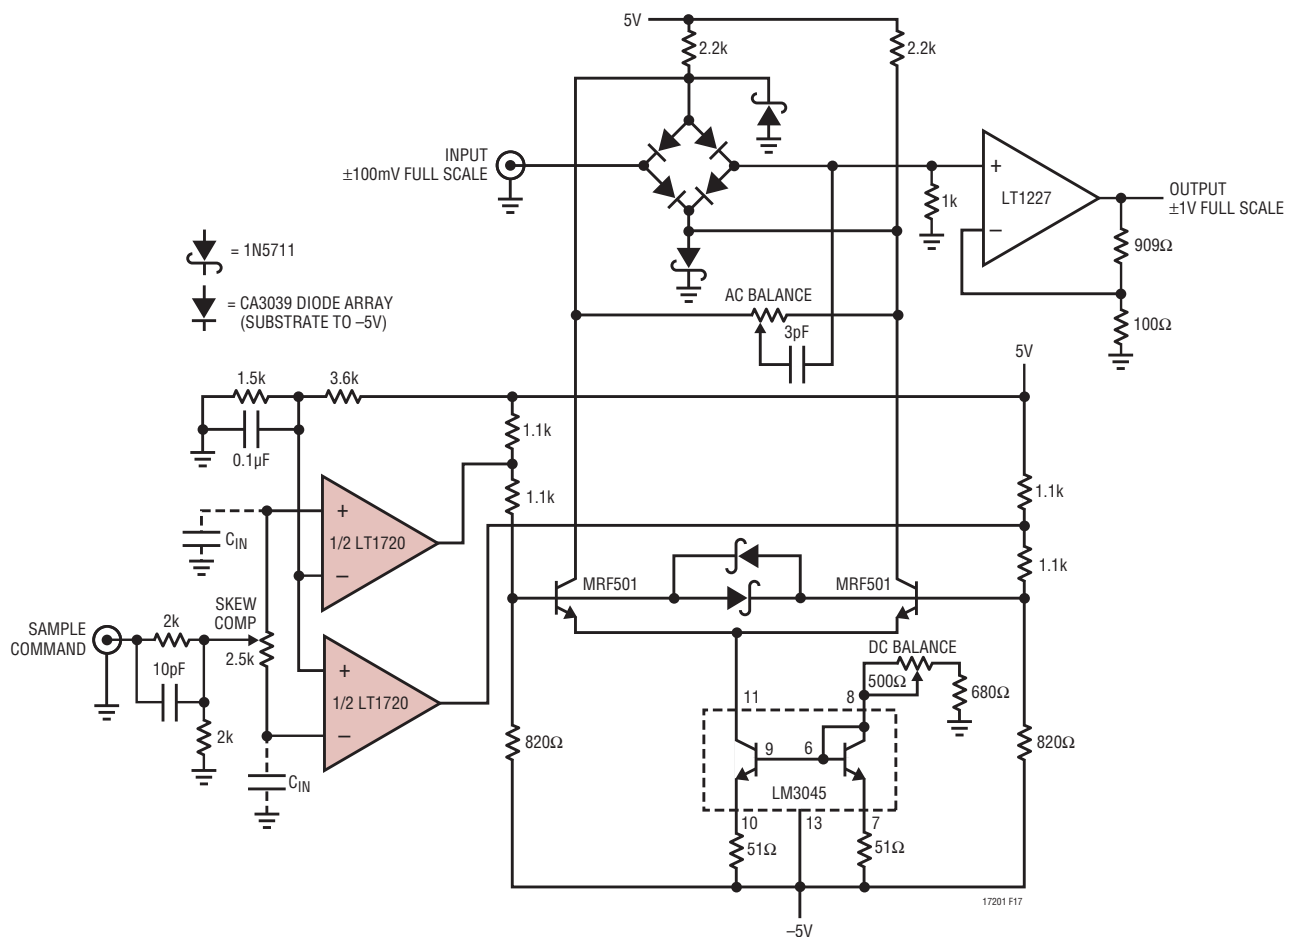 5V
2.2k
2.2k
INPUT
±100mV FULL SCALE
+
LT1227
–
1k
OUTPUT
±1V FULL SCALE
909Ω
100Ω
= 1N5711
= CA3039 DIODE ARRAY
(SUBSTRATE TO –5V)
AC BALANCE
3pF
5V
1.5k
3.6k
0.1µF
1.1k
1.1k
1.1k
1.1k
+
1/2 LT1720
–
CIN
SKEW
COMP
2.5k
SAMPLE
COMMAND
2k
10pF
2k
+
1/2 LT1720
–
CIN
MRF501
MRF501
DC BALANCE
500Ω
680Ω
11
8
820Ω
820Ω
9
6
LM3045
10
13
7
51Ω
51Ω
–5V
17201 F17